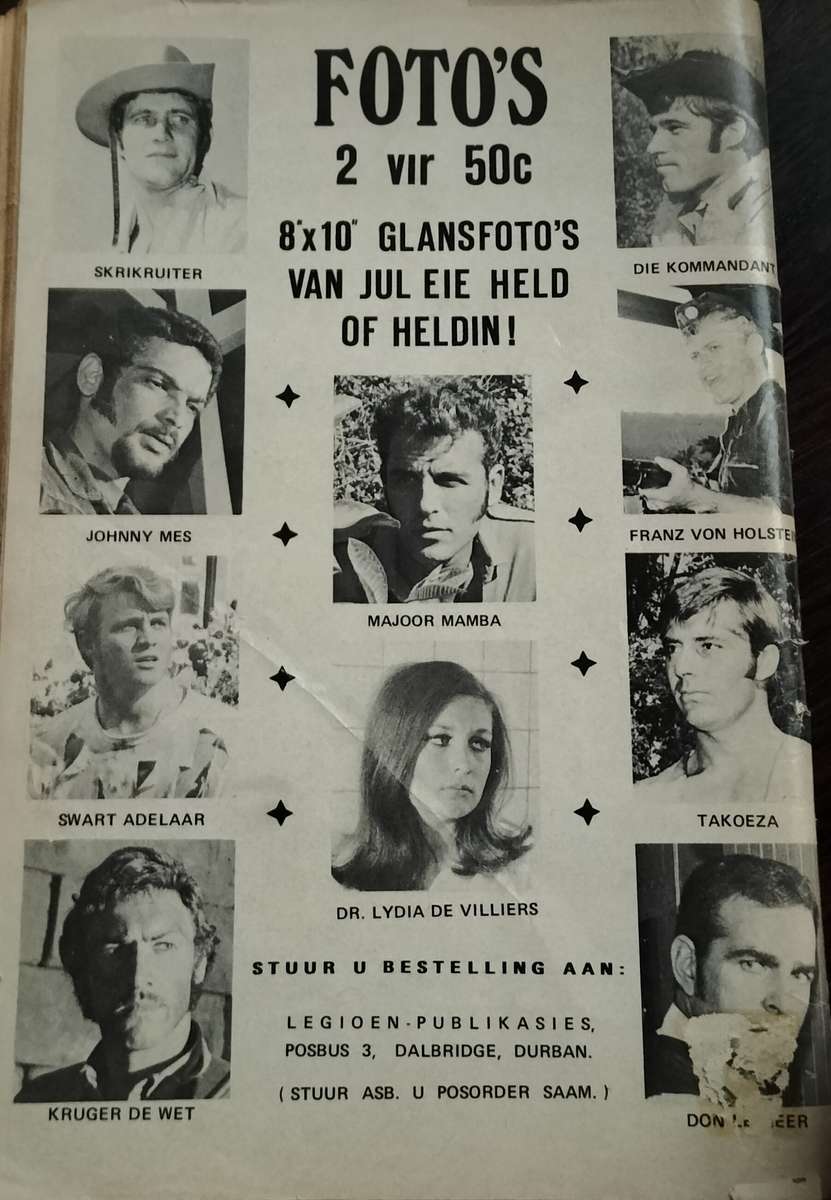 FOTO'S
2 vir 50c
8"x10" GLANSFOTO'S
VAN JUL EIE HELD
OF HELDIN!
SKRIKRUITER
DIE KOMMANDANT
JOHNNY MES
MAJOOR MAMBA
FRANZ VON HOLSTEIN
SWART ADELAAR
DR. LYDIA DE VILLIERS
TAKOEZA
KRUGER DE WET
DON
STUUR U BESTELLING AAN:
LEGIOEN-PUBLIKASIES,
POSBUS 3, DALBRIDGE, DURBAN.
(STUUR ASB. U POSORDER SAAM.)